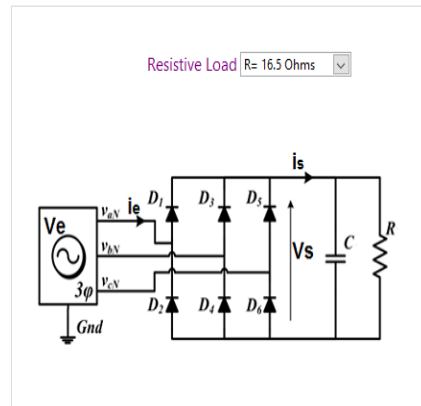 Resistive Load R= 16.5 Ohms
is
D1 D3 D5
vaN ie
Ve
vbN
Vs C R
3φ vcN
D2 D4 D6
Gnd